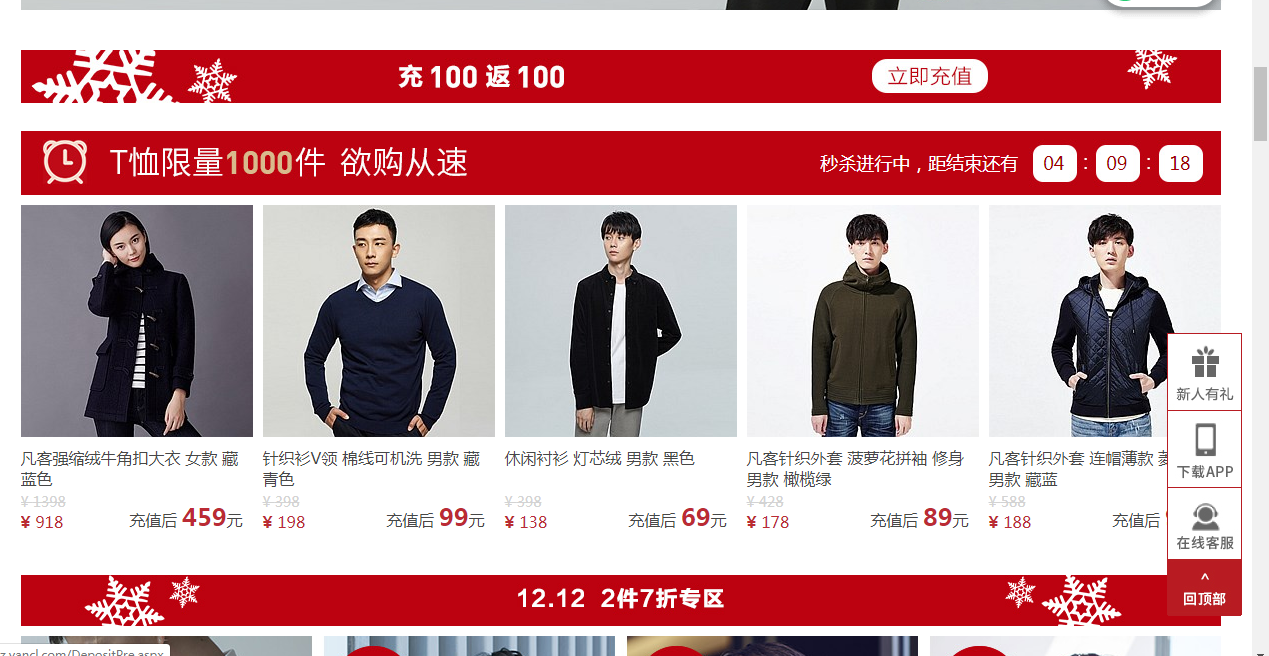 充 100 返 100
立即充值
T恤限量1000件 欲购从速
秒杀进行中，距结束还有 04 : 09 : 18
凡客强缩绒牛角扣大衣 女款 藏
蓝色
¥ 1398
¥ 918 充值后 459元
针织衫V领 棉线可机洗 男款 藏
青色
¥ 398
¥ 198 充值后 99元
休闲衬衫 灯芯绒 男款 黑色
¥ 398
¥ 138 充值后 69元
凡客针织外套 菠萝花拼袖 修身
男款 橄榄绿
¥ 428
¥ 178 充值后 89元
凡客针织外套 连帽薄款
男款 藏蓝
¥ 588
¥ 188 充值后
新人有礼
下载APP
在线客服
^
回顶部
12.12 2件7折专区
z.vancl.com/DepositPre.aspx